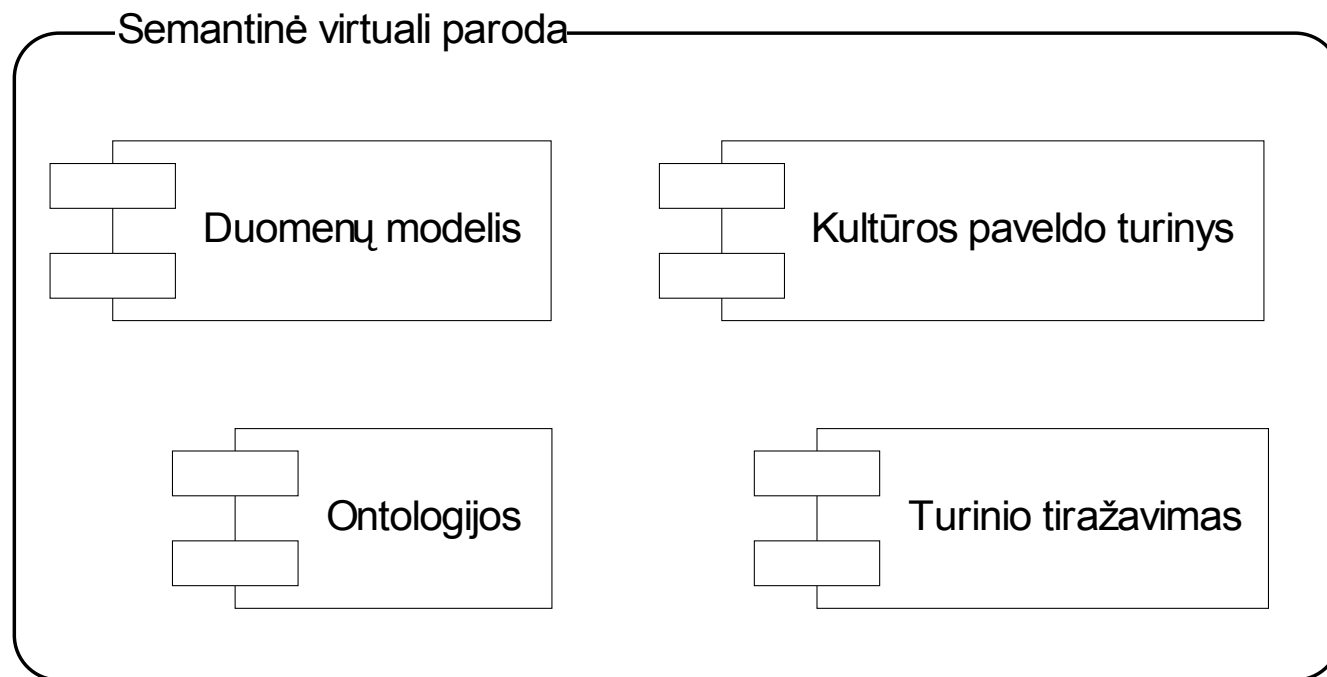 Semantinė virtuali paroda
Duomenų modelis
Kultūros paveldo turinys
Ontologijos
Turinio tiražavimas